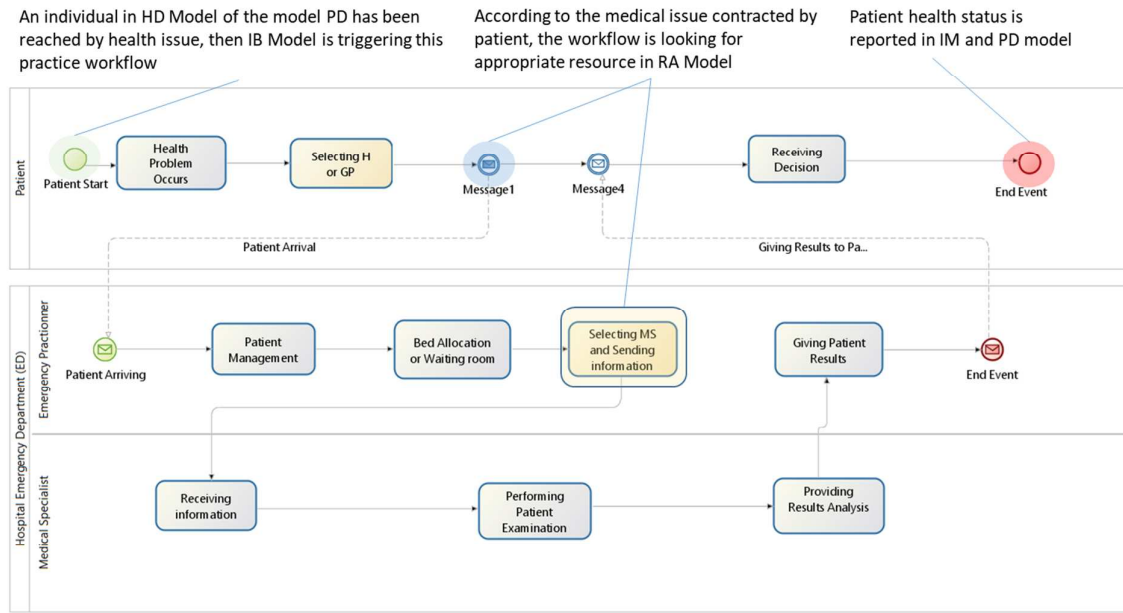 An individual in HD Model of the model PD has been
reached by health issue, then IB Model is triggering this
practice workflow
According to the medical issue contracted by
patient, the workflow is looking for
appropriate resource in RA Model
Patient health status is
reported in IM and PD model
Patient
Patient Start
Health
Problem
Occurs
Selecting H
or GP
Message1
Message4
Receiving
Decision
End Event
Patient Arrival
Giving Results to Pa...
Hospital Emergency Department (ED)
Emergency Practionner
Patient Arriving
Patient
Management
Bed Allocation
or Waiting room
Selecting MS
and Sending
information
Giving Patient
Results
End Event
Medical Specialist
Receiving
information
Performing
Patient
Examination
Providing
Results Analysis